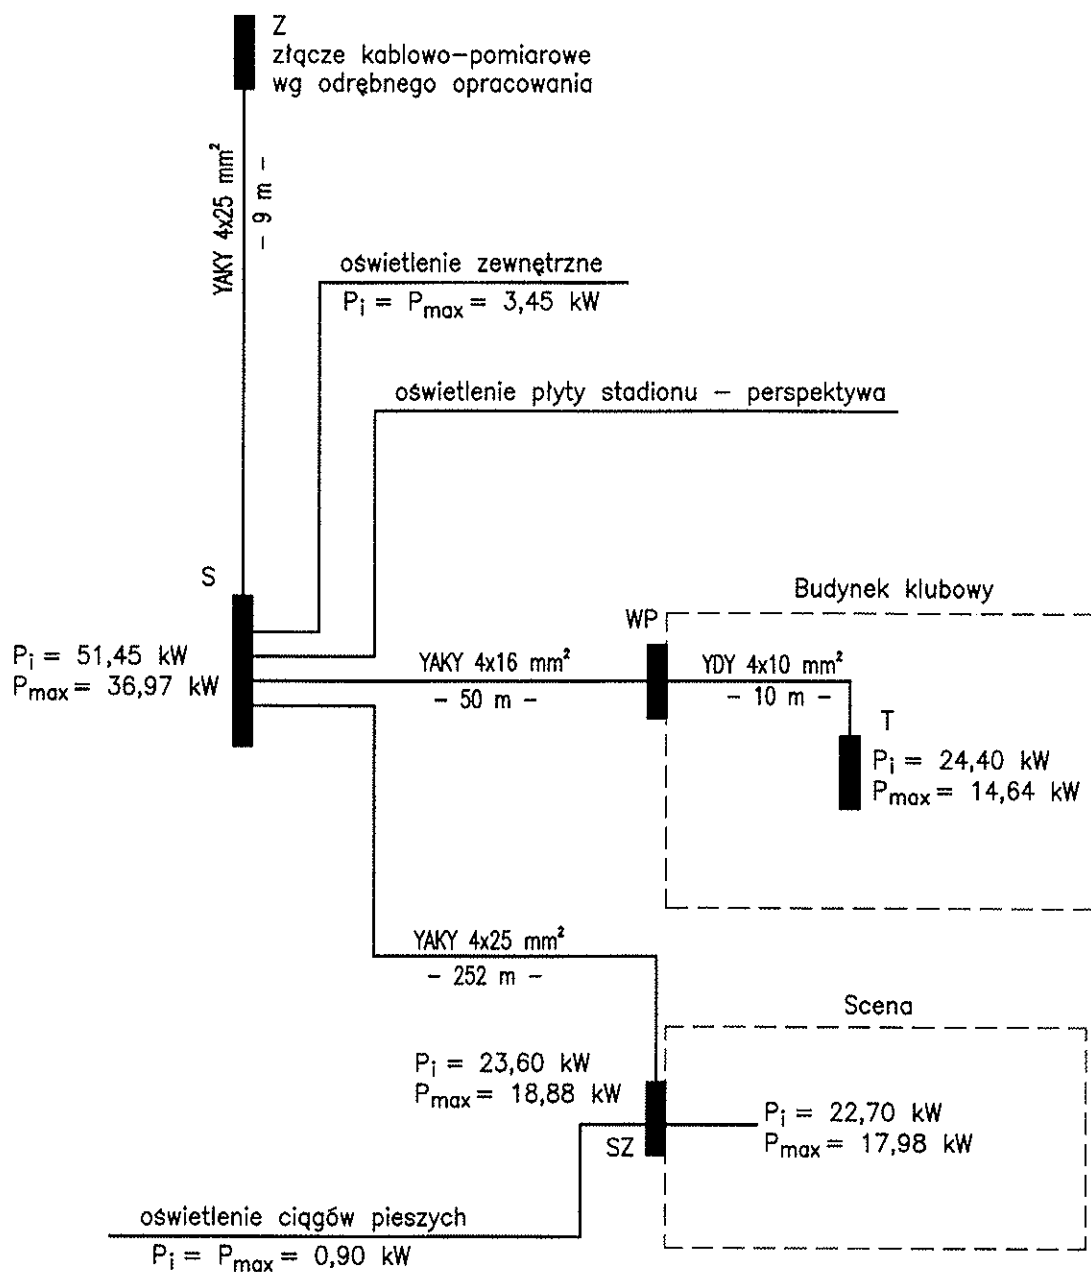 Z
złącze kablowo-pomiarowe
wg odrębnego opracowania
YAKY 4x25 mm²
- 9 m -
oświetlenie zewnętrzne
Pi = Pmax = 3,45 kW
oświetlenie płyty stadionu - perspektywa
S
Pi = 51,45 kW
Pmax = 36,97 kW
YAKY 4x16 mm²
- 50 m -
WP
Budynek klubowy
YDY 4x10 mm²
- 10 m -
T
Pi = 24,40 kW
Pmax = 14,64 kW
YAKY 4x25 mm²
- 252 m -
Scena
Pi = 23,60 kW
Pmax = 18,88 kW
SZ
Pi = 22,70 kW
Pmax = 17,98 kW
oświetlenie ciągów pieszych
Pi = Pmax = 0,90 kW